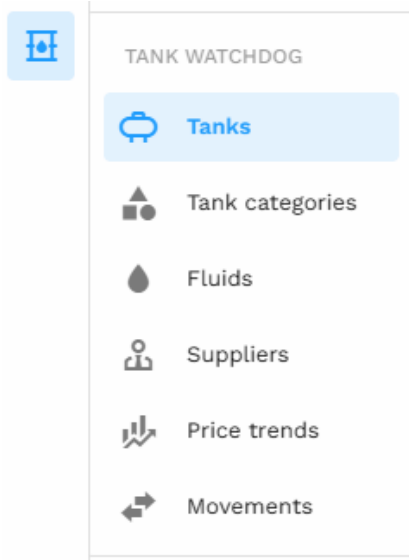 TANK WATCHDOG
Tanks
Tank categories
Fluids
Suppliers
Price trends
Movements